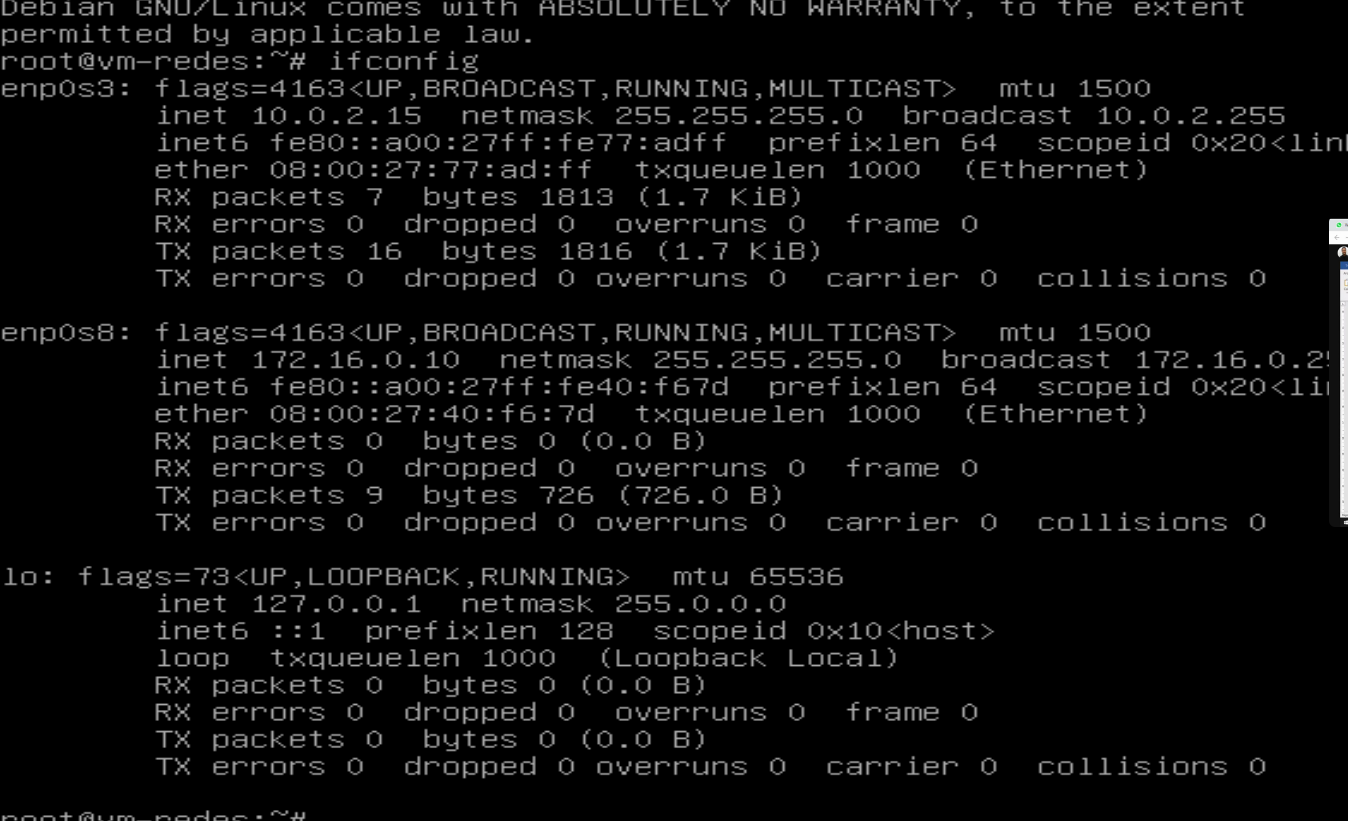 Debian GNU/Linux comes with ABSOLUTELY NO WARRANTY, to the extent
permitted by applicable law.
root@vm-redes:~# ifconfig
enp0s3: flags=4163<UP,BROADCAST,RUNNING,MULTICAST>  mtu 1500
        inet 10.0.2.15  netmask 255.255.255.0  broadcast 10.0.2.255
        inet6 fe80::a00:27ff:fe77:adff  prefixlen 64  scopeid 0x20<link
        ether 08:00:27:77:ad:ff  txqueuelen 1000  (Ethernet)
        RX packets 7  bytes 1813 (1.7 KiB)
        RX errors 0  dropped 0  overruns 0  frame 0
        TX packets 16  bytes 1816 (1.7 KiB)
        TX errors 0  dropped 0 overruns 0  carrier 0  collisions 0
enp0s8: flags=4163<UP,BROADCAST,RUNNING,MULTICAST>  mtu 1500
        inet 172.16.0.10  netmask 255.255.255.0  broadcast 172.16.0.25
        inet6 fe80::a00:27ff:fe40:f67d  prefixlen 64  scopeid 0x20<li
        ether 08:00:27:40:f6:7d  txqueuelen 1000  (Ethernet)
        RX packets 0  bytes 0 (0.0 B)
        RX errors 0  dropped 0  overruns 0  frame 0
        TX packets 9  bytes 726 (726.0 B)
        TX errors 0  dropped 0 overruns 0  carrier 0  collisions 0
lo: flags=73<UP,LOOPBACK,RUNNING>  mtu 65536
        inet 127.0.0.1  netmask 255.0.0.0
        inet6 ::1  prefixlen 128  scopeid 0x10<host>
        loop  txqueuelen 1000  (Loopback Local)
        RX packets 0  bytes 0 (0.0 B)
        RX errors 0  dropped 0  overruns 0  frame 0
        TX packets 0  bytes 0 (0.0 B)
        TX errors 0  dropped 0 overruns 0  carrier 0  collisions 0
root@vm-redes:~#